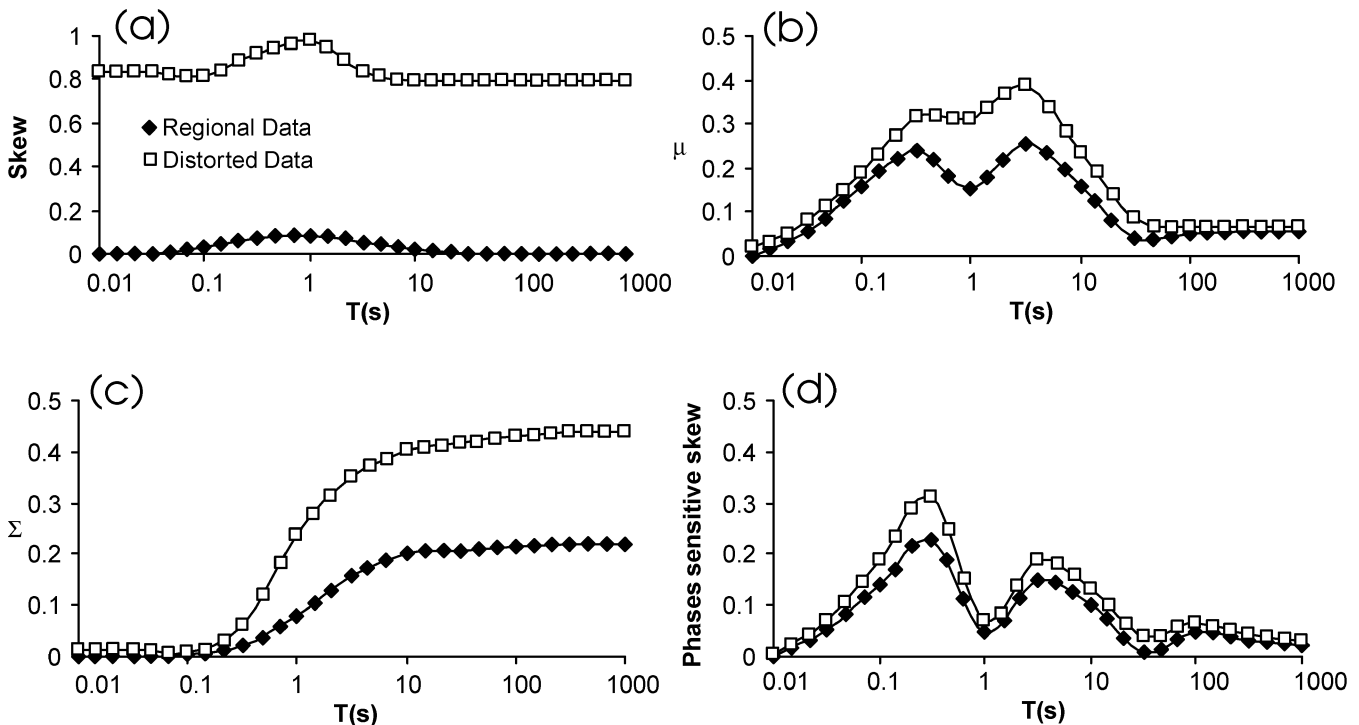 (a)
1
0.8
0.6
0.4
0.2
0
Skew
Regional Data
Distorted Data
0.01 0.1 1 10 100 1000
T(s)
(b)
0.5
0.4
0.3
0.2
0.1
0
μ
0.01 0.1 1 10 100 1000
T(s)
(c)
0.5
0.4
0.3
0.2
0.1
0
Σ
0.01 0.1 1 10 100 1000
T(s)
(d)
0.5
0.4
0.3
0.2
0.1
0
Phases sensitive skew
0.01 0.1 1 10 100 1000
T(s)